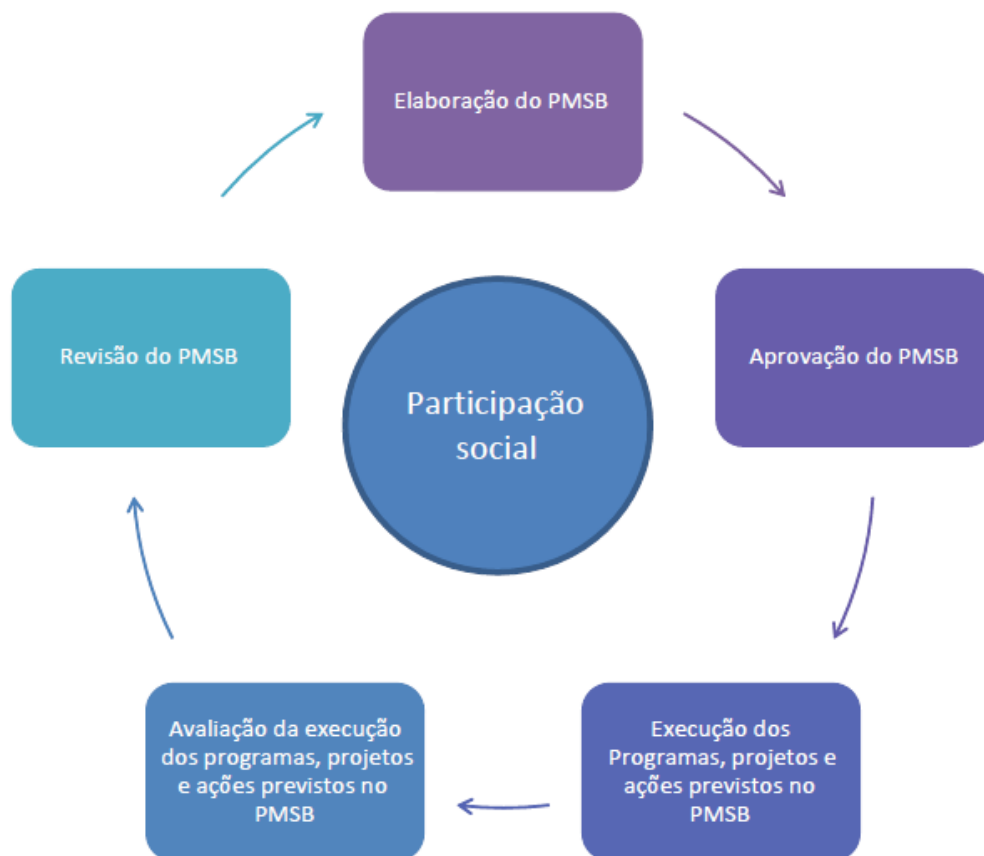 Elaboração do PMSB
Revisão do PMSB
Aprovação do PMSB
Participação
social
Avaliação da execução
dos programas, projetos
e ações previstos no
PMSB
Execução dos
Programas, projetos e
ações previstos no
PMSB